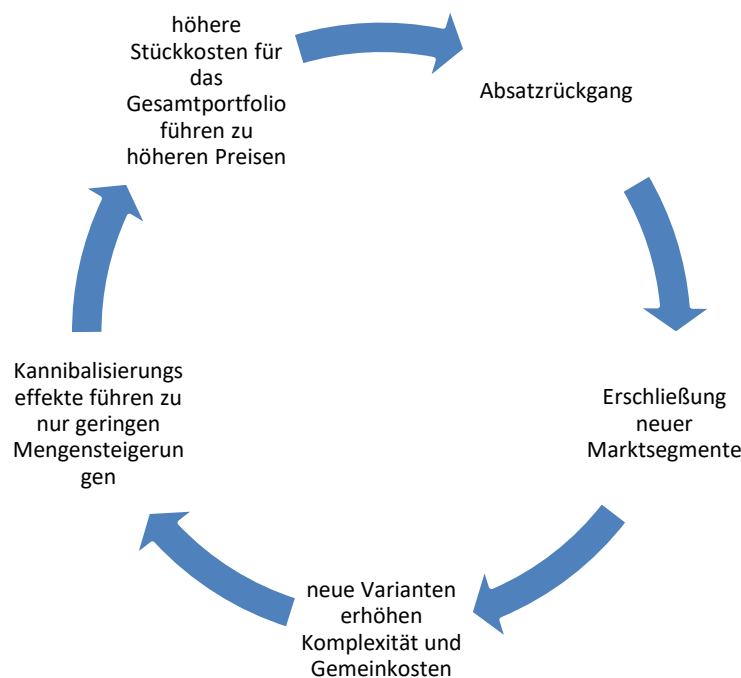 höhere
Stückkosten für
das
Gesamtportfolio
führen zu
höheren Preisen
Absatzrückgang
Erschließung
neuer
Marktsegmente
neue Varianten
erhöhen
Komplexität und
Gemeinkosten
Kannibalisierungs
effekte führen zu
nur geringen
Mengensteigerun
gen